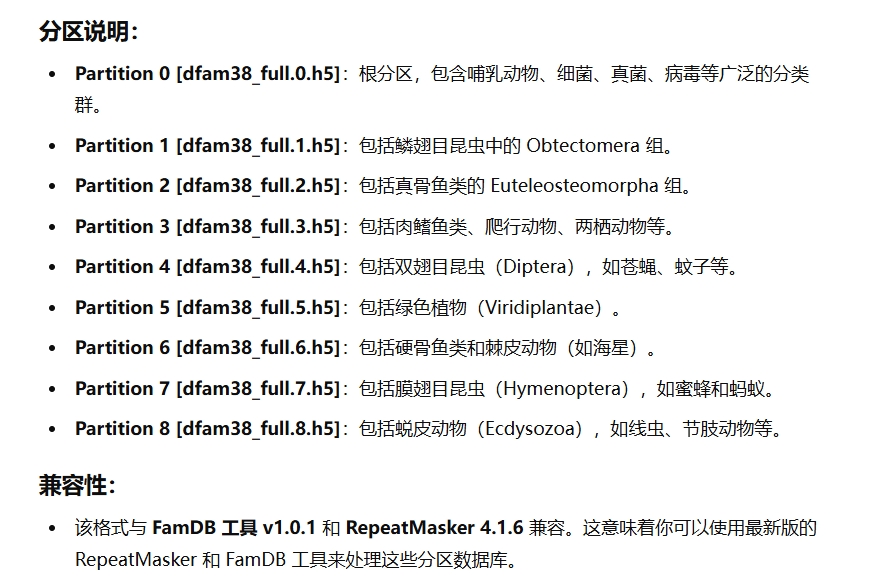 分区说明：
• Partition 0 [dfam38_full.0.h5]：根分区，包含哺乳动物、细菌、真菌、病毒等广泛的分类
群。
• Partition 1 [dfam38_full.1.h5]：包括鳞翅目昆虫中的 Obtectomera 组。
• Partition 2 [dfam38_full.2.h5]：包括真骨鱼类的 Euteleosteomorpha 组。
• Partition 3 [dfam38_full.3.h5]：包括肉鳍鱼类、爬行动物、两栖动物等。
• Partition 4 [dfam38_full.4.h5]：包括双翅目昆虫（Diptera），如苍蝇、蚊子等。
• Partition 5 [dfam38_full.5.h5]：包括绿色植物（Viridiplantae）。
• Partition 6 [dfam38_full.6.h5]：包括硬骨鱼类和棘皮动物（如海星）。
• Partition 7 [dfam38_full.7.h5]：包括膜翅目昆虫（Hymenoptera），如蜜蜂和蚂蚁。
• Partition 8 [dfam38_full.8.h5]：包括蜕皮动物（Ecdysozoa），如线虫、节肢动物等。
兼容性：
• 该格式与 FamDB 工具 v1.0.1 和 RepeatMasker 4.1.6 兼容。这意味着你可以使用最新版的
RepeatMasker 和 FamDB 工具来处理这些分区数据库。